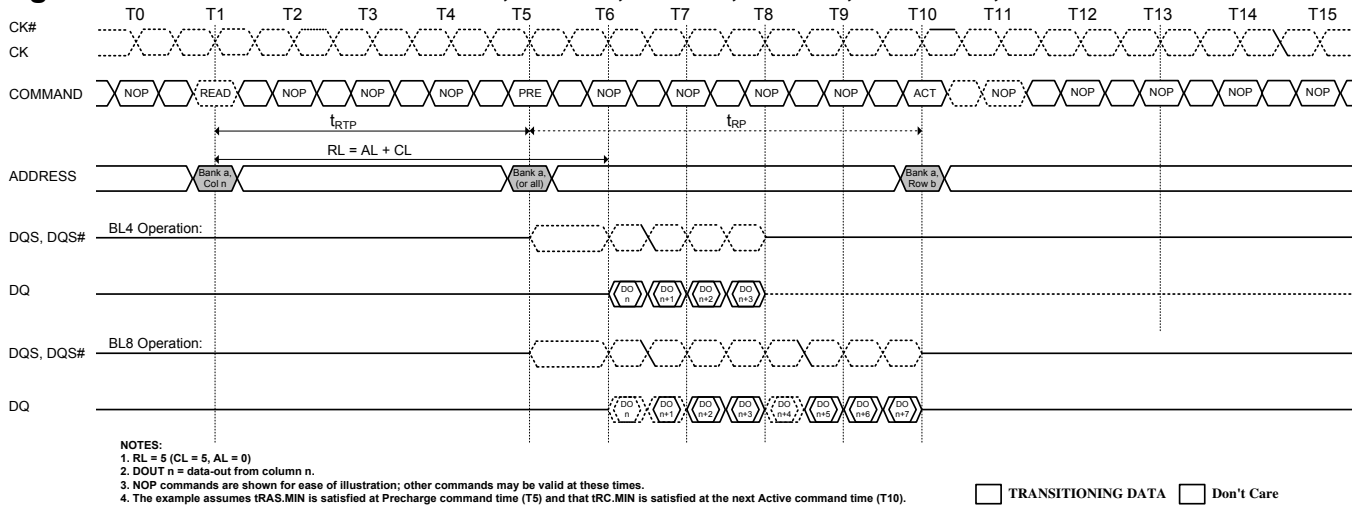 T0 T1 T2 T3 T4 T5 T6 T7 T8 T9 T10 T11 T12 T13 T14 T15
CK#
CK
COMMAND NOP READ NOP NOP NOP PRE NOP NOP NOP NOP ACT NOP NOP NOP NOP NOP
tRTP tRP
RL = AL + CL
ADDRESS
Bank a, Col n
Bank a, (or all)
Bank a, Row b
BL4 Operation:
DQS, DQS#
DQ
DO n
DO n+1
DO n+2
DO n+3
BL8 Operation:
DQS, DQS#
DQ
DO n
DO n+1
DO n+2
DO n+3
DO n+4
DO n+5
DO n+6
DO n+7
NOTES:
1. RL = 5 (CL = 5, AL = 0)
2. DOUT n = data-out from column n.
3. NOP commands are shown for ease of illustration; other commands may be valid at these times.
4. The example assumes tRAS.MIN is satisfied at Precharge command time (T5) and that tRC.MIN is satisfied at the next Active command time (T10).
TRANSITIONING DATA Don't Care